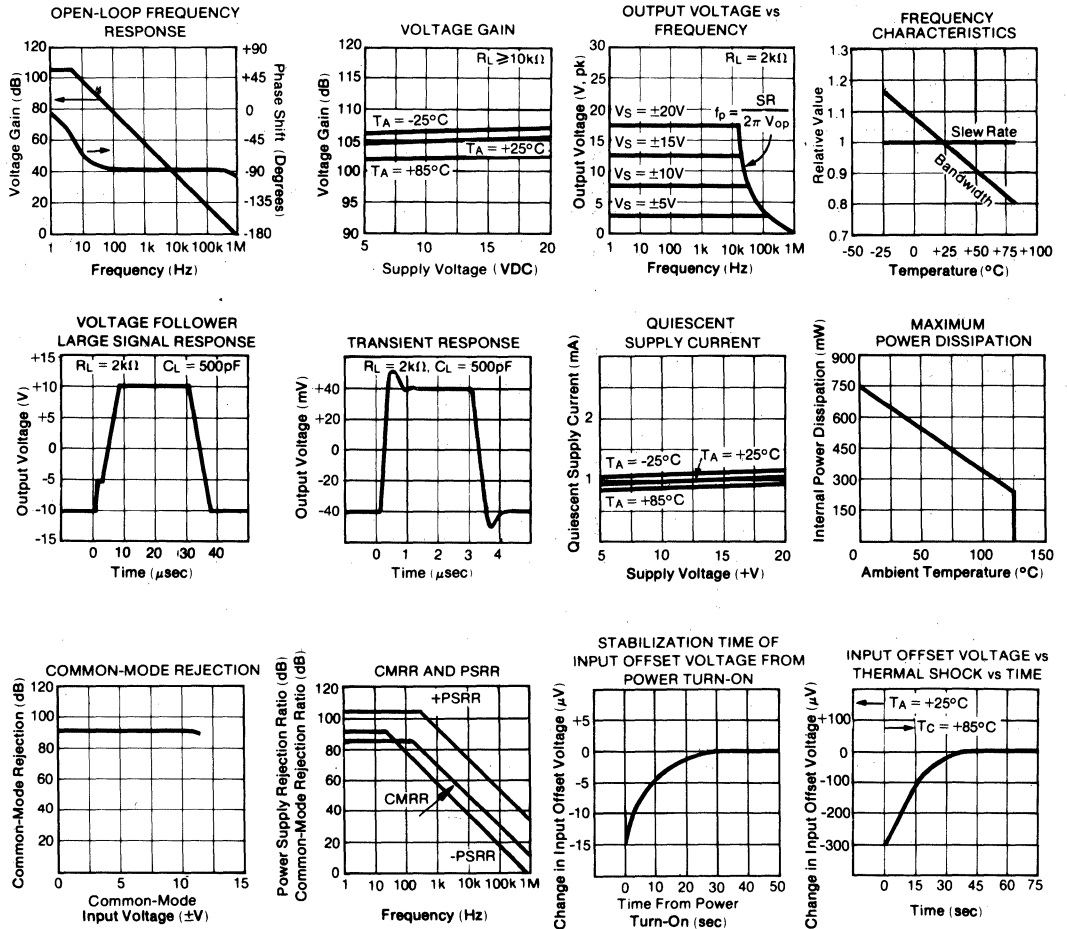 OPEN-LOOP FREQUENCY
RESPONSE
Voltage Gain (dB)
120
100
80
60
40
20
0
+90
+45
0
-45
-90
-135
-180
Phase Shift (Degrees)
1 10 100 1k 10k 100k 1M
Frequency (Hz)
VOLTAGE GAIN
Voltage Gain (dB)
120
115
110
105
100
95
90
RL ≥ 10kΩ
TA = -25°C
TA = +25°C
TA = +85°C
5 10 15 20
Supply Voltage (VDC)
OUTPUT VOLTAGE vs
FREQUENCY
Output Voltage (V, pk)
30
25
20
15
10
5
0
RL = 2kΩ
VS = ±20V
fp = SR
2π Vop
VS = ±15V
VS = ±10V
VS = ±5V
1 10 100 1k 10k 100k 1M
Frequency (Hz)
FREQUENCY
CHARACTERISTICS
Relative Value
1.3
1.2
1.1
1
0.9
0.8
0.7
Slew Rate
Bandwidth
-50 -25 0 +25 +50 +75 +100
Temperature (°C)
VOLTAGE FOLLOWER
LARGE SIGNAL RESPONSE
Output Voltage (V)
+15
+10
+5
0
-5
-10
-15
RL = 2kΩ CL = 500pF
0 10 20 30 40
Time (μsec)
TRANSIENT RESPONSE
Output Voltage (mV)
+40
+20
0
-20
-40
RL = 2kΩ, CL = 500pF
0 1 2 3 4
Time (μsec)
QUIESCENT
SUPPLY CURRENT
Quiescent Supply Current (mA)
2
1
TA = -25°C
TA = +25°C
TA = +85°C
5 10 15 20
Supply Voltage (+V)
MAXIMUM
POWER DISSIPATION
Internal Power Dissipation (mW)
900
750
600
450
300
150
0 50 100 150
Ambient Temperature (°C)
COMMON-MODE REJECTION
Common-Mode Rejection (dB)
120
100
80
60
40
20
0 5 10 15
Common-Mode
Input Voltage (±V)
CMRR AND PSRR
Power Supply Rejection Ratio (dB)
Common-Mode Rejection Ratio (dB)
120
100
80
60
40
20
0
+PSRR
CMRR
-PSRR
1 10 100 1k 10k 100k 1M
Frequency (Hz)
STABILIZATION TIME OF
INPUT OFFSET VOLTAGE FROM
POWER TURN-ON
Change in Input Offset Voltage (μV)
+5
0
-5
-10
-15
0 10 20 30 40 50
Time From Power
Turn-On (sec)
INPUT OFFSET VOLTAGE vs
THERMAL SHOCK vs TIME
Change in Input Offset Voltage (μV)
+100
0
-100
-200
-300
TA = +25°C
TC = +85°C
0 15 30 45 60 75
Time (sec)